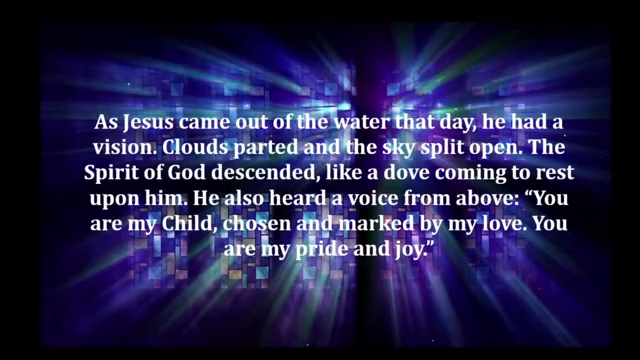 As Jesus came out of the water that day, he had a
vision. Clouds parted and the sky split open. The
Spirit of God descended, like a dove coming to rest
upon him. He also heard a voice from above: “You
are my Child, chosen and marked by my love. You
are my pride and joy.”